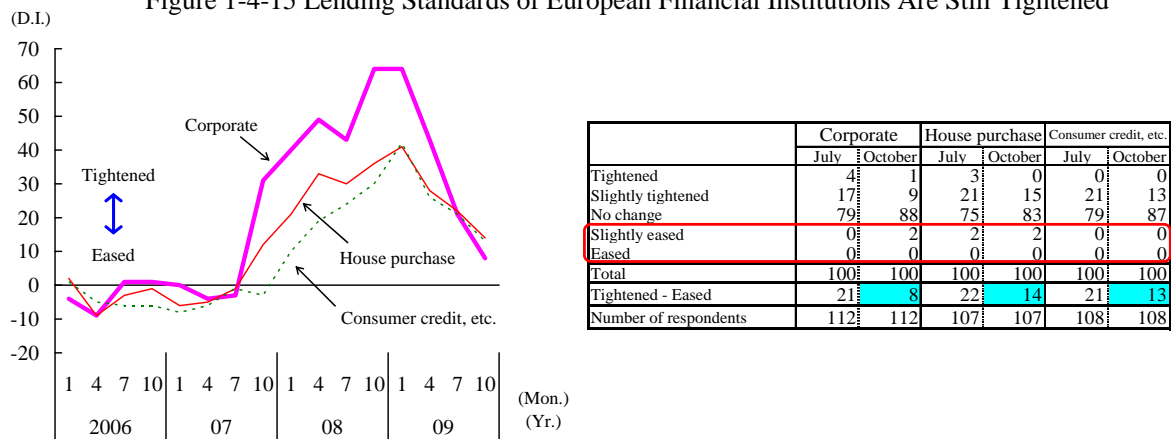 Figure 1-4-15 Lending Standards of European Financial Institutions Are Still Tightened
(D.I.)
70
60
50
40
30
20
10
0
-10
-20
Corporate
Tightened
Eased
House purchase
Consumer credit, etc.
1 4 7 10 1 4 7 10 1 4 7 10 1 4 7 10
(Mon.)
2006 07 08 09
(Yr.)
Corporate House purchase Consumer credit, etc.
July October July October July October
Tightened 4 1 3 0 0 0
Slightly tightened 17 9 21 15 21 13
No change 79 88 75 83 79 87
Slightly eased 0 2 2 2 0 0
Eased 0 0 0 0 0 0
Total 100 100 100 100 100 100
Tightened - Eased 21 8 22 14 21 13
Number of respondents 112 112 107 107 108 108